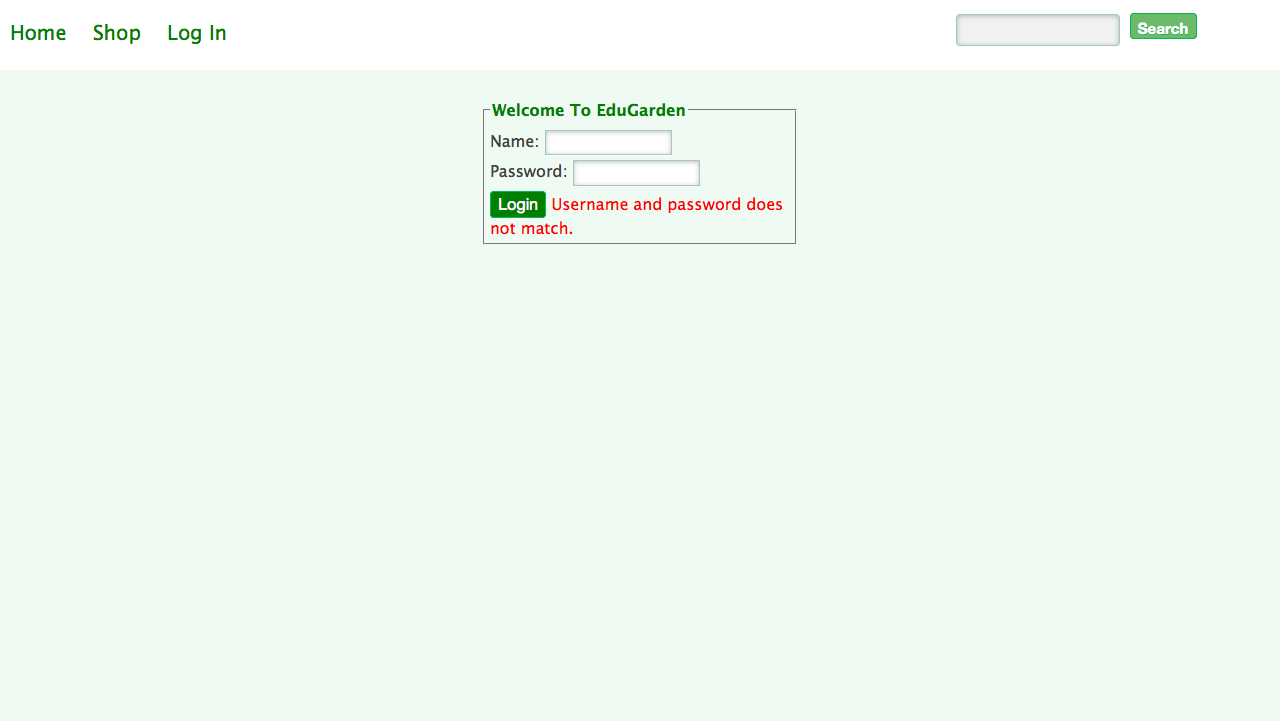 Home Shop Log In Search
Welcome To EduGarden
Name:
Password:
Login Username and password does
not match.